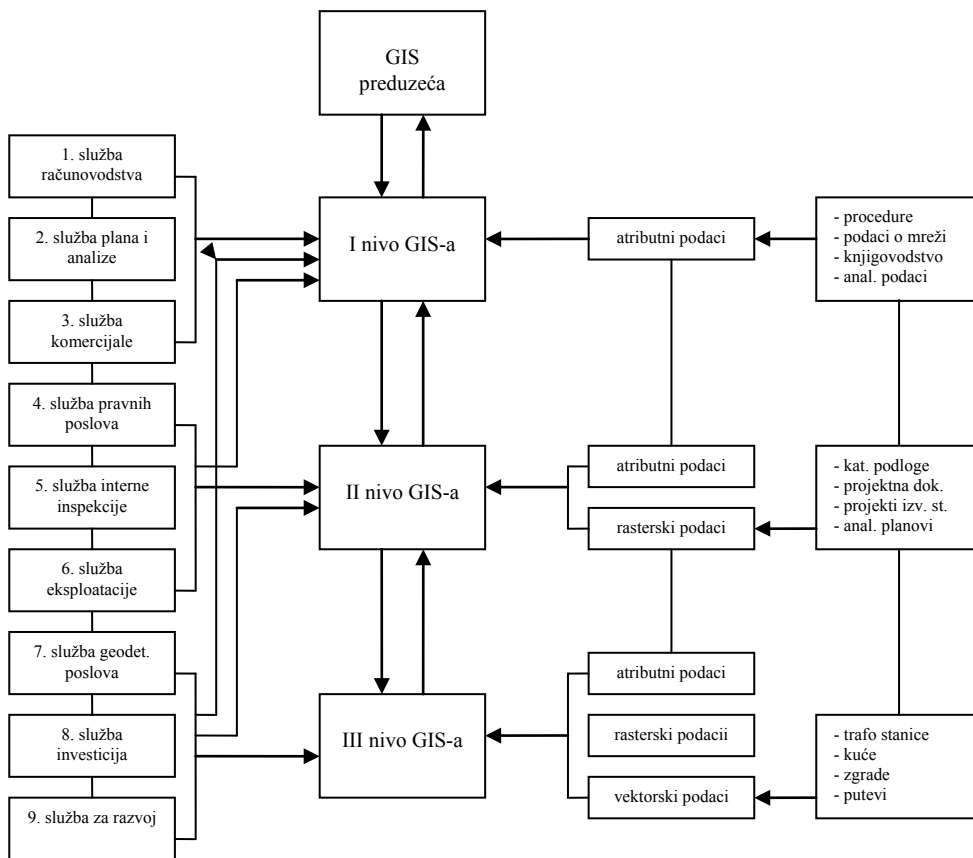 GIS
preduzeća
1. služba
računovodstva
2. služba plana i
analize
3. služba
komercijale
4. služba pravnih
poslova
5. služba interne
inspekcije
6. služba
eksploatacije
7. služba geodet.
poslova
8. služba
investicija
9. služba za razvoj
I nivo GIS-a
II nivo GIS-a
III nivo GIS-a
atributni podaci
atributni podaci
rasterski podaci
atributni podaci
rasterski podacii
vektorski podaci
- procedure
- podaci o mreži
- knjigovodstvo
- anal. podaci
- kat. podloge
- projektna dok.
- projekti izv. st.
- anal. planovi
- trafo stanice
- kuće
- zgrade
- putevi